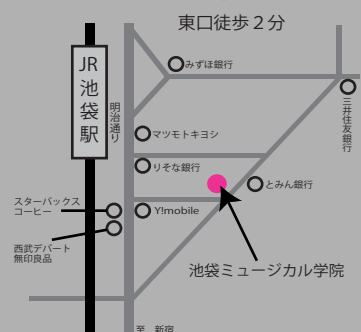 東口徒歩２分
JR
池
袋
駅
みずほ銀行
明治通り
三井住友銀行
マツモトキヨシ
りそな銀行
とみん銀行
スターバックス
コーヒー
Y!mobile
西武デパート
無印良品
池袋ミュージカル学院
至 新宿